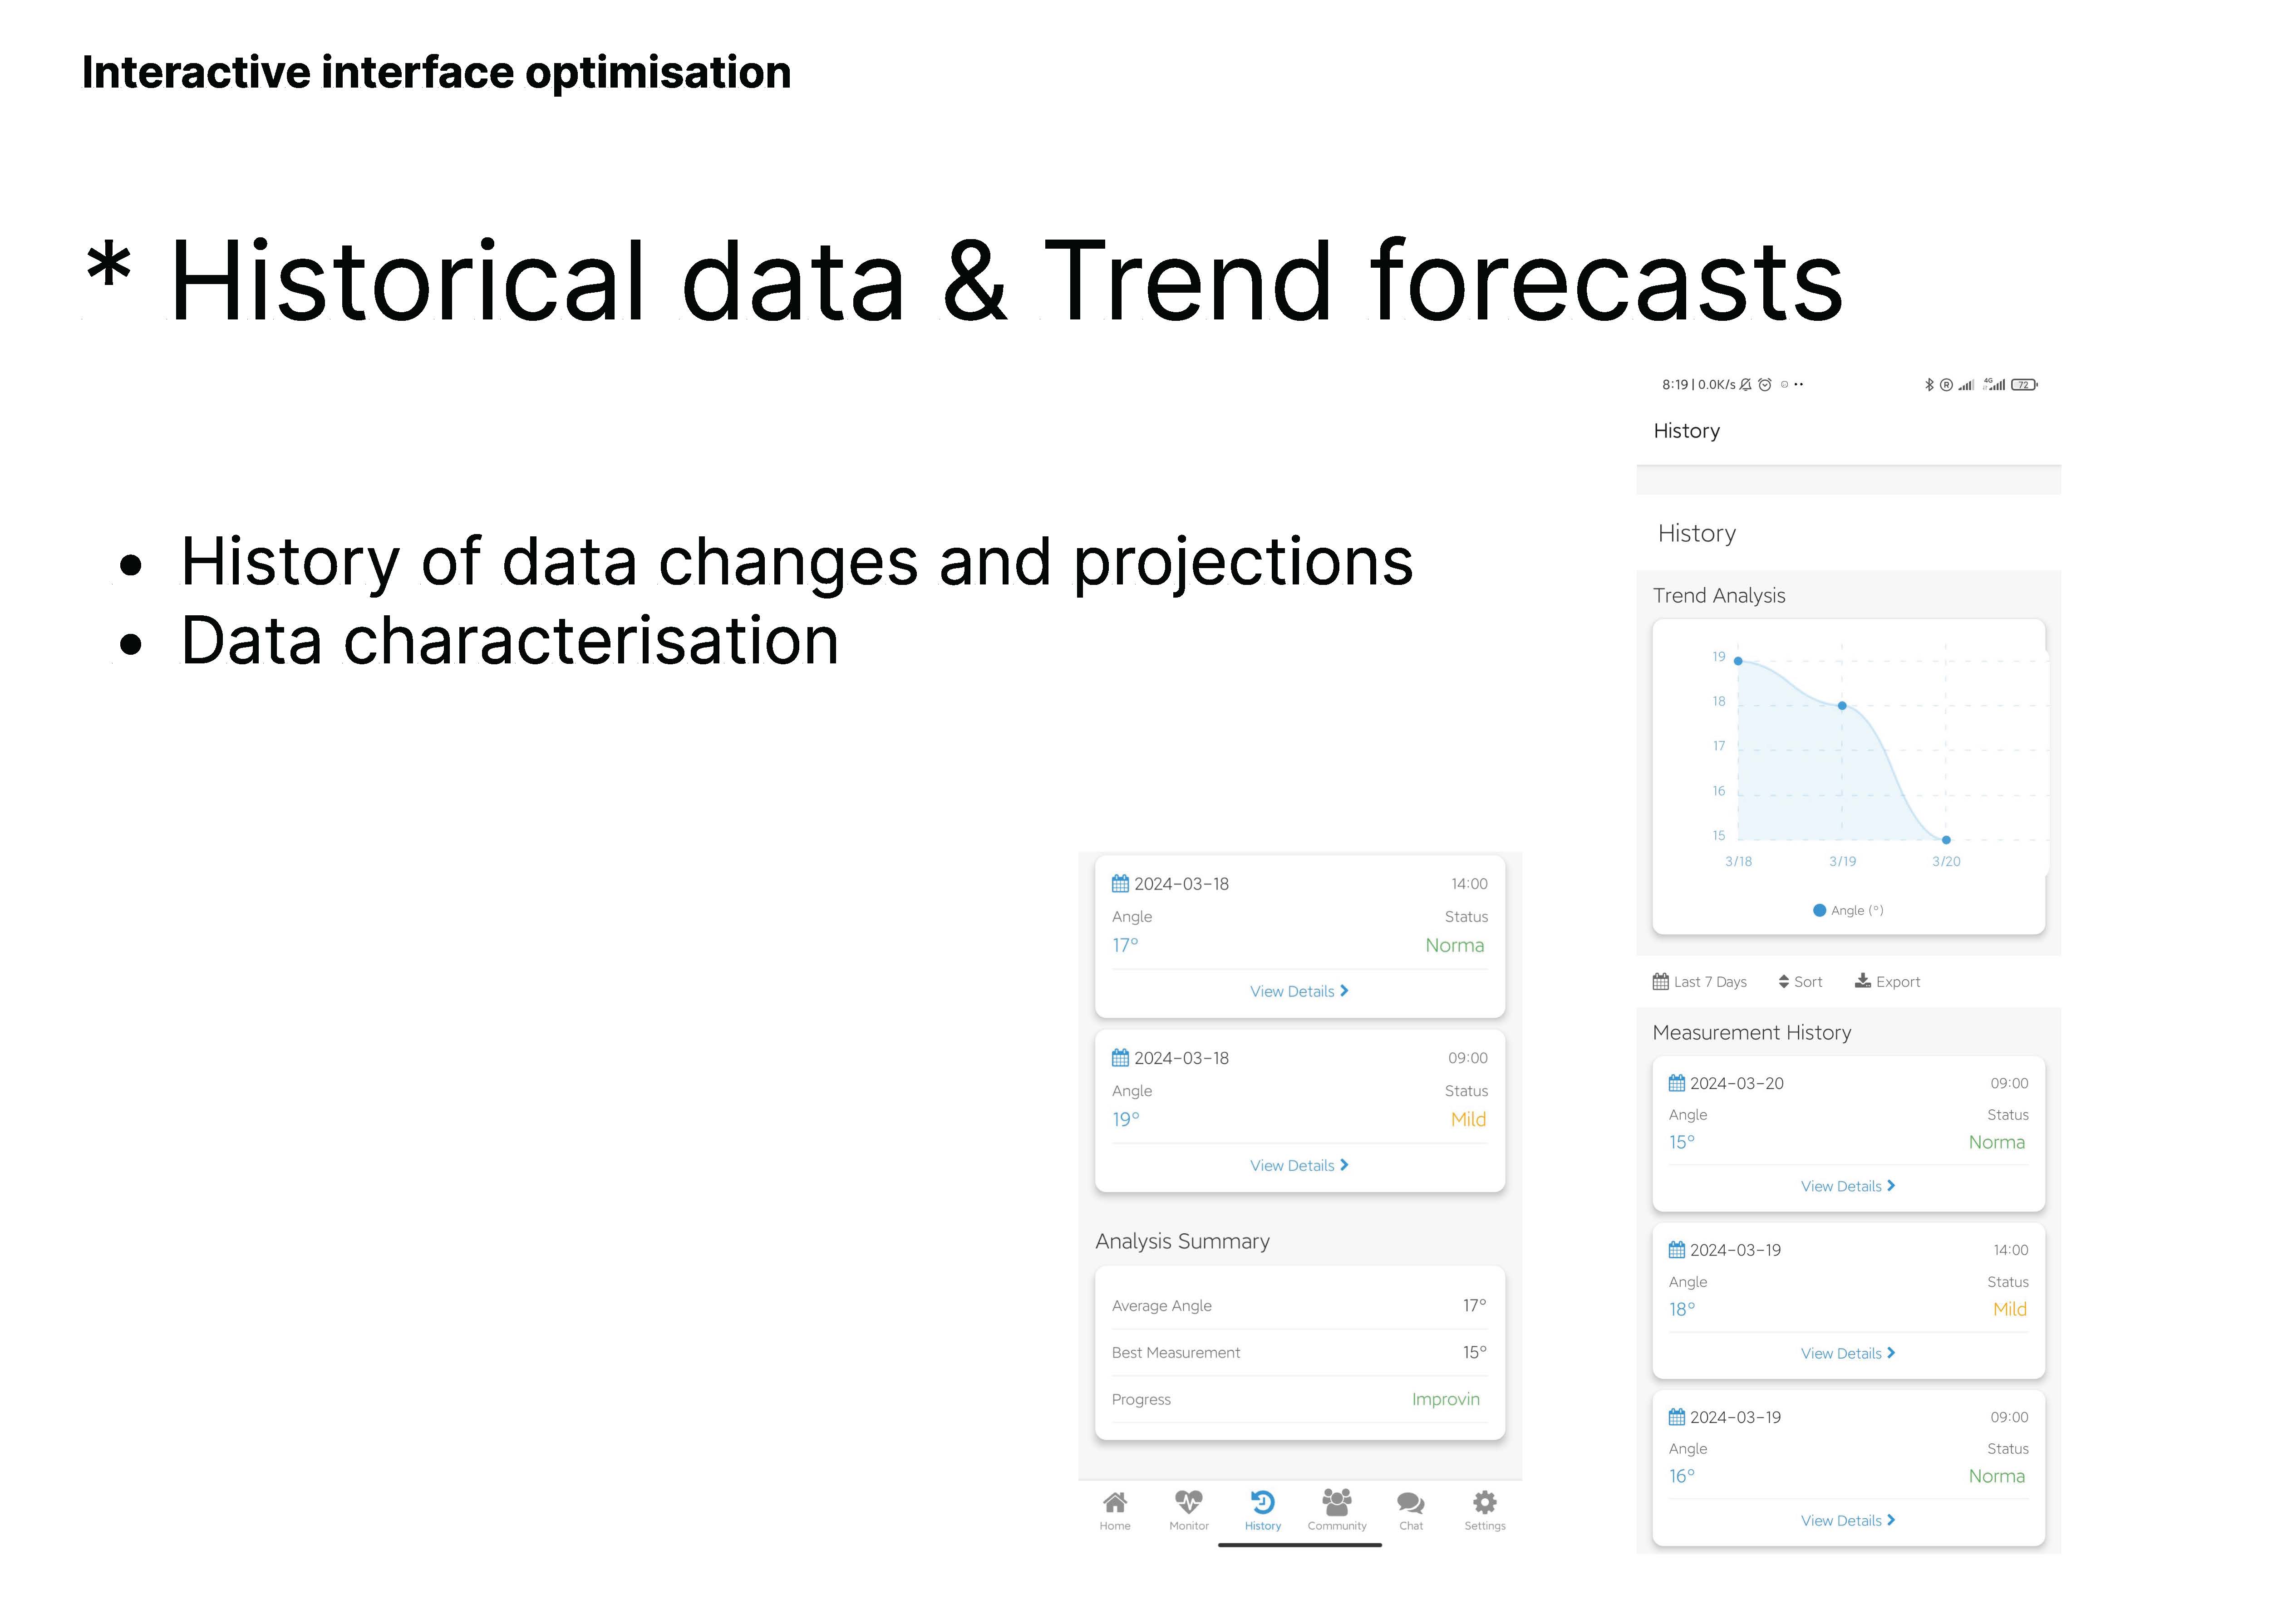 Interactive interface optimisation
* Historical data & Trend forecasts
• History of data changes and projections
• Data characterisation
2024-03-18 14:00
Angle Status
17° Norma
View Details
2024-03-18 09:00
Angle Status
19° Mild
View Details
Analysis Summary
Average Angle 17°
Best Measurement 15°
Progress Improvin
Home Monitor History Community Chat Settings
8:19 | 0.0K/s 4G 72
History
History
Trend Analysis
19
18
17
16
15
3/18 3/19 3/20
Angle (°)
Last 7 Days Sort Export
Measurement History
2024-03-20 09:00
Angle Status
15° Norma
View Details
2024-03-19 14:00
Angle Status
18° Mild
View Details
2024-03-19 09:00
Angle Status
16° Norma
View Details